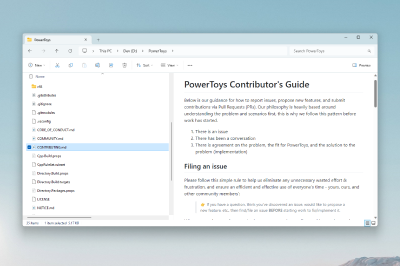 PowerToys
This PC > Dev (D:) > PowerToys >
Search PowerToys
New
Sort
View
Preview
Name
.github
.gitattributes
.gitignore
.gitmodules
.vsconfig
CODE_OF_CONDUCT.md
COMMUNITY.md
CONTRIBUTING.md
Cpp.Build.props
Directory.Build.props
Directory.Build.targets
Directory.Packages.props
LICENSE
NOTICE.md
1 item selected
PowerToys Contributor's Guide
Below is our guidance for how to report issues, propose new features, and submit
contributions via Pull Requests (PRs). Our philosophy is heavily based around
understanding the problem and scenarios first, this is why we follow this pattern before
work has started.
1. There is an issue
2. There has been a conversation
3. There is agreement on the problem, the fit for PowerToys, and the solution to
the problem (implementation)
Filing an issue
Please follow this simple rule to help us eliminate any unnecessary wasted effort &
frustration, and ensure an efficient and effective use of everyone's time - yours, ours, and
other community members':
👉 If you have a question, think you've discovered an issue, would like to propose a
new feature, etc., then find/file an issue BEFORE starting work to fix/implement it.